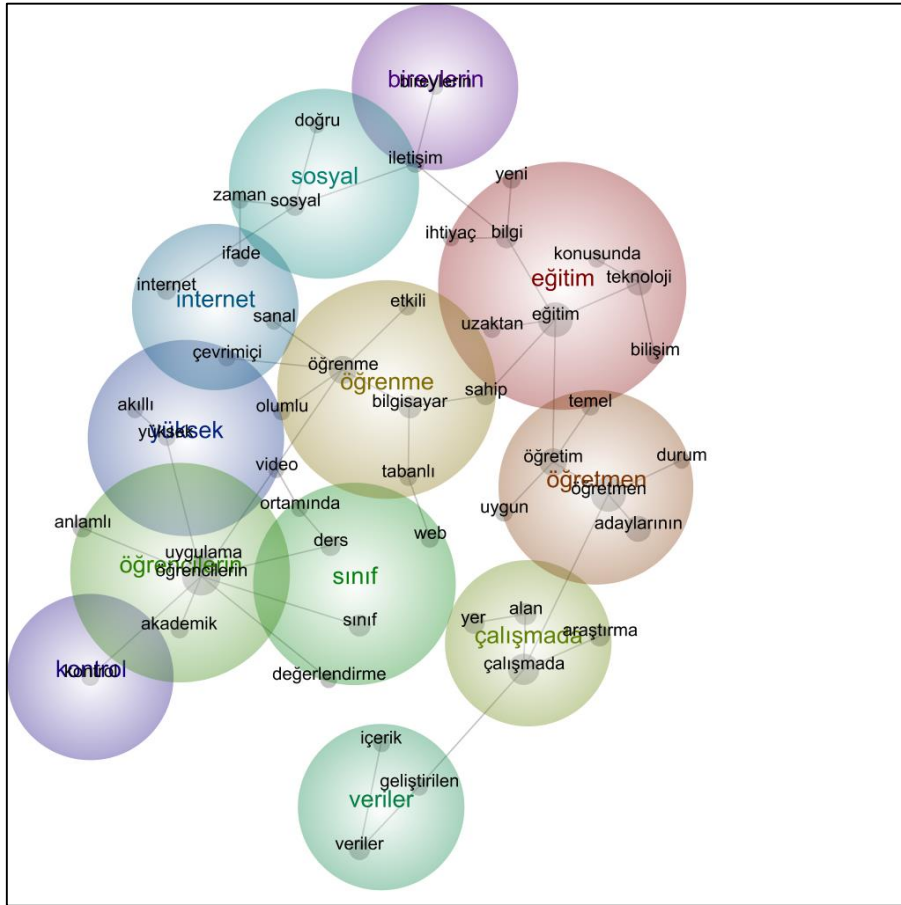 bireylerin
bireylerin
doğru
iletişim
sosyal
yeni
zaman
sosyal
ihtiyaç
bilgi
ifade
konusunda
internet
eğitim
teknoloji
internet
etkili
sanal
uzaktan
eğitim
çevrimiçi
öğrenme
bilişim
öğrenme
akıllı
olumlu
bilgisayar
sahip
temel
yüksek
yüksek
video
tabanlı
öğretim
durum
öğretmen
öğretmen
anlamlı
ortamında
uygun
adaylarının
ders
web
uygulama
öğrencilerin
öğrencilerin
sınıf
akademik
sınıf
yer
alan
araştırma
çalışmada
kontrol
kontrol
değerlendirme
çalışmada
içerik
geliştirilen
veriler
veriler